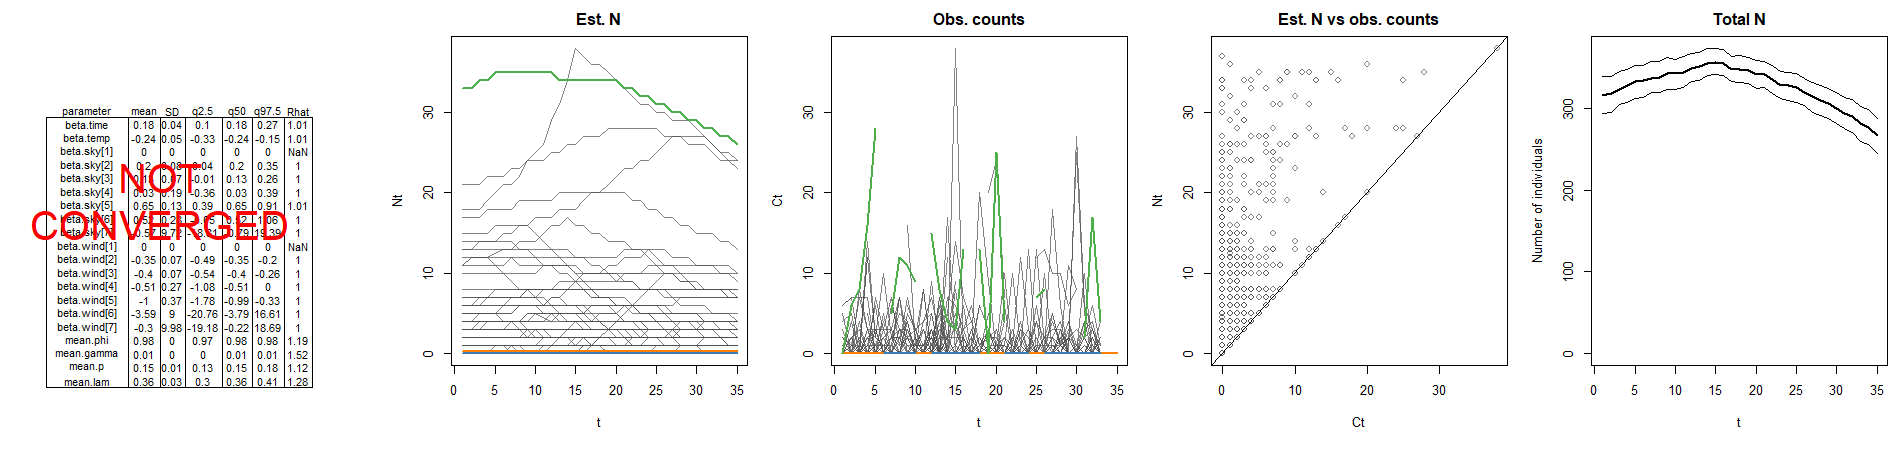 parameter mean SD q2.5 q50 q97.5 Rhat
beta.time 0.18 0.04 0.1 0.18 0.27 1.01
beta.temp -0.24 0.05 -0.33 -0.24 -0.15 1.01
beta.sky[1] 0 0 0 0 0 NaN
beta.sky[2] 0.2 0.08 0.04 0.2 0.35 1
beta.sky[3] 0.07 -0.01 0.13 0.26 1
beta.sky[4] 0.03 0.19 -0.36 0.03 0.39 1
beta.sky[5] 0.65 0.13 0.39 0.65 0.91 1.01
beta.sky[6] 1.06 1
beta.sky[7] -0.57 9.72 19.39 1
beta.wind[1] 0 0 0 0 0 NaN
beta.wind[2] -0.35 0.07 -0.49 -0.35 -0.2 1
beta.wind[3] -0.4 0.07 -0.54 -0.4 -0.26 1
beta.wind[4] -0.51 0.27 -1.08 -0.51 0 1
beta.wind[5] -1 0.37 -1.78 -0.99 -0.33 1
beta.wind[6] -3.59 9 -20.76 -3.79 16.61 1
beta.wind[7] -0.3 9.98 -19.18 -0.22 18.69 1
mean.phi 0.98 0 0.97 0.98 0.98 1.19
mean.gamma 0.01 0 0 0.01 0.01 1.52
mean.p 0.15 0.01 0.13 0.15 0.18 1.12
mean.lam 0.36 0.03 0.3 0.36 0.41 1.28
NOT
CONVERGED
Est. N
Nt
30
20
10
0
0 5 10 15 20 25 30 35
t
Obs. counts
Ct
30
20
10
0
0 5 10 15 20 25 30 35
t
Est. N vs obs. counts
Nt
30
20
10
0
0 10 20 30
Ct
Total N
Number of individuals
300
200
100
0
0 5 10 15 20 25 30 35
t